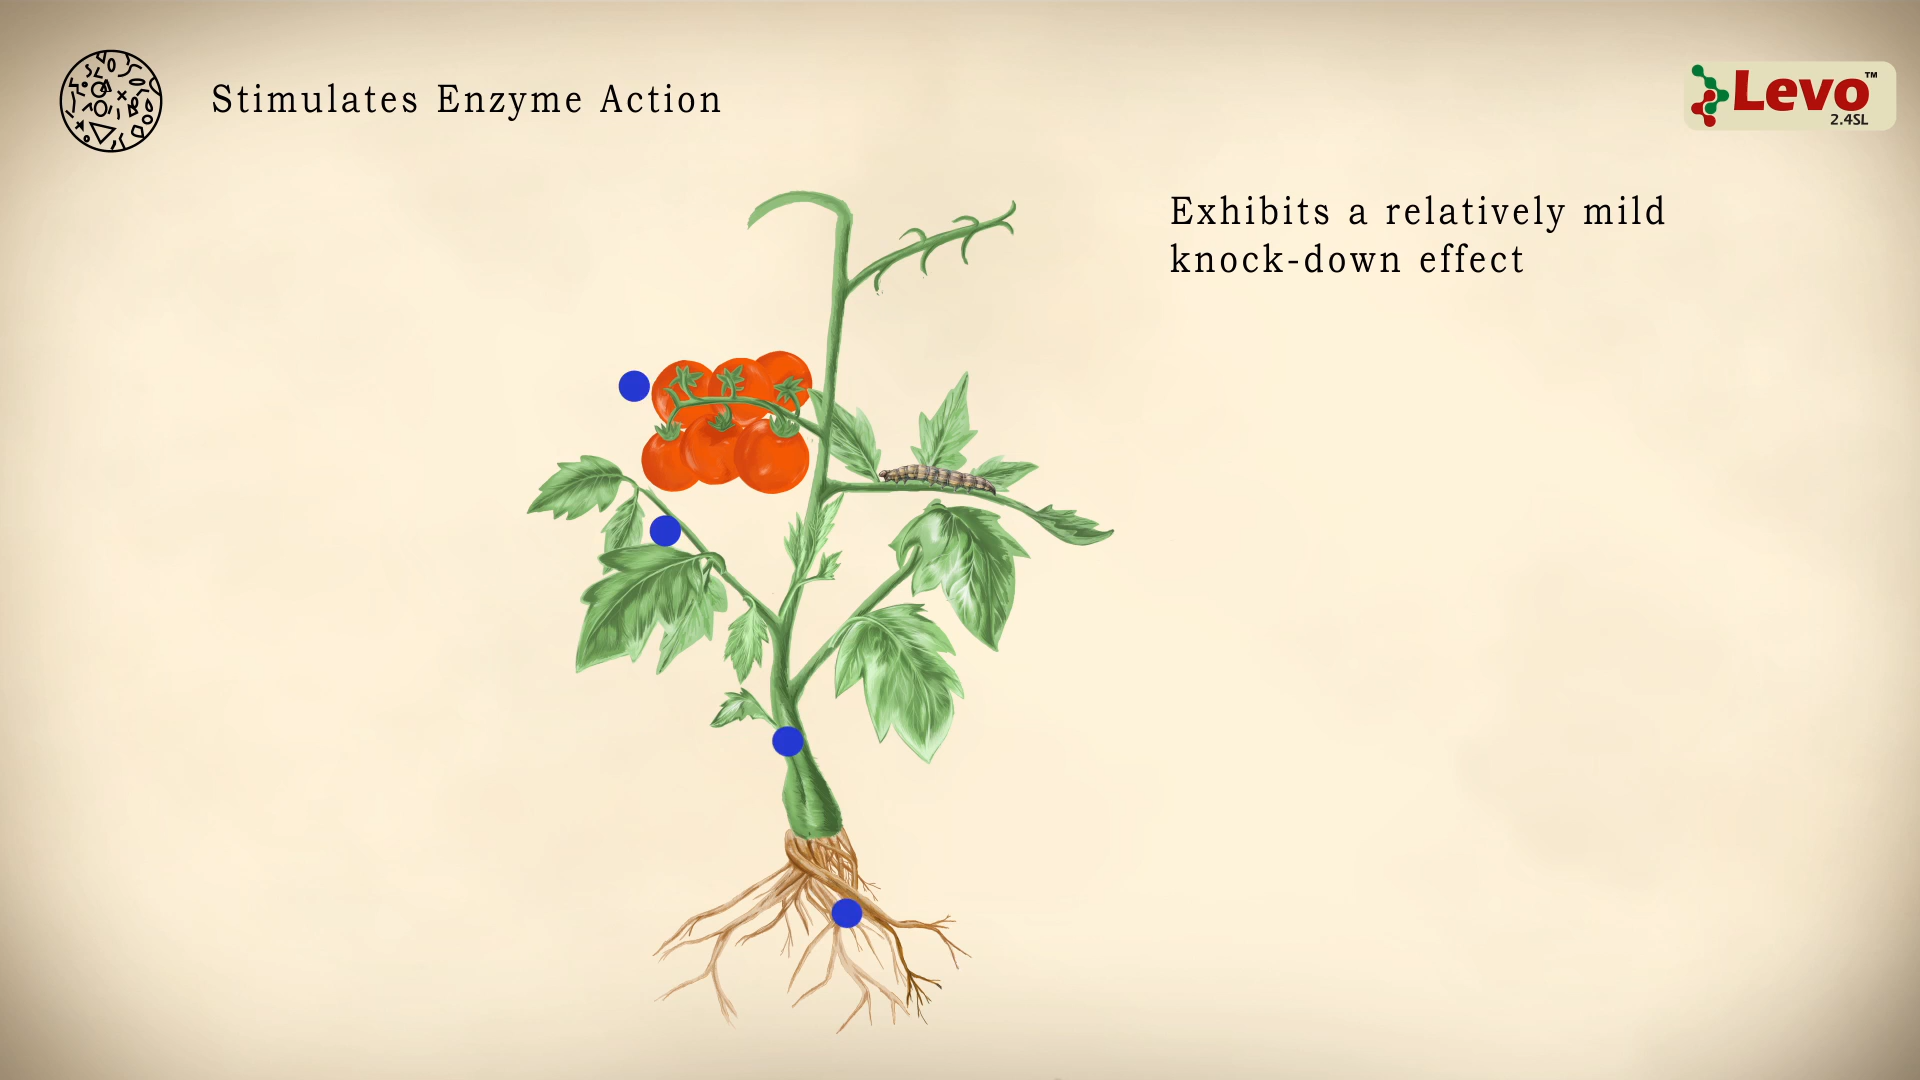 Stimulates Enzyme Action
Levo™
2.4SL
Exhibits a relatively mild
knock-down effect